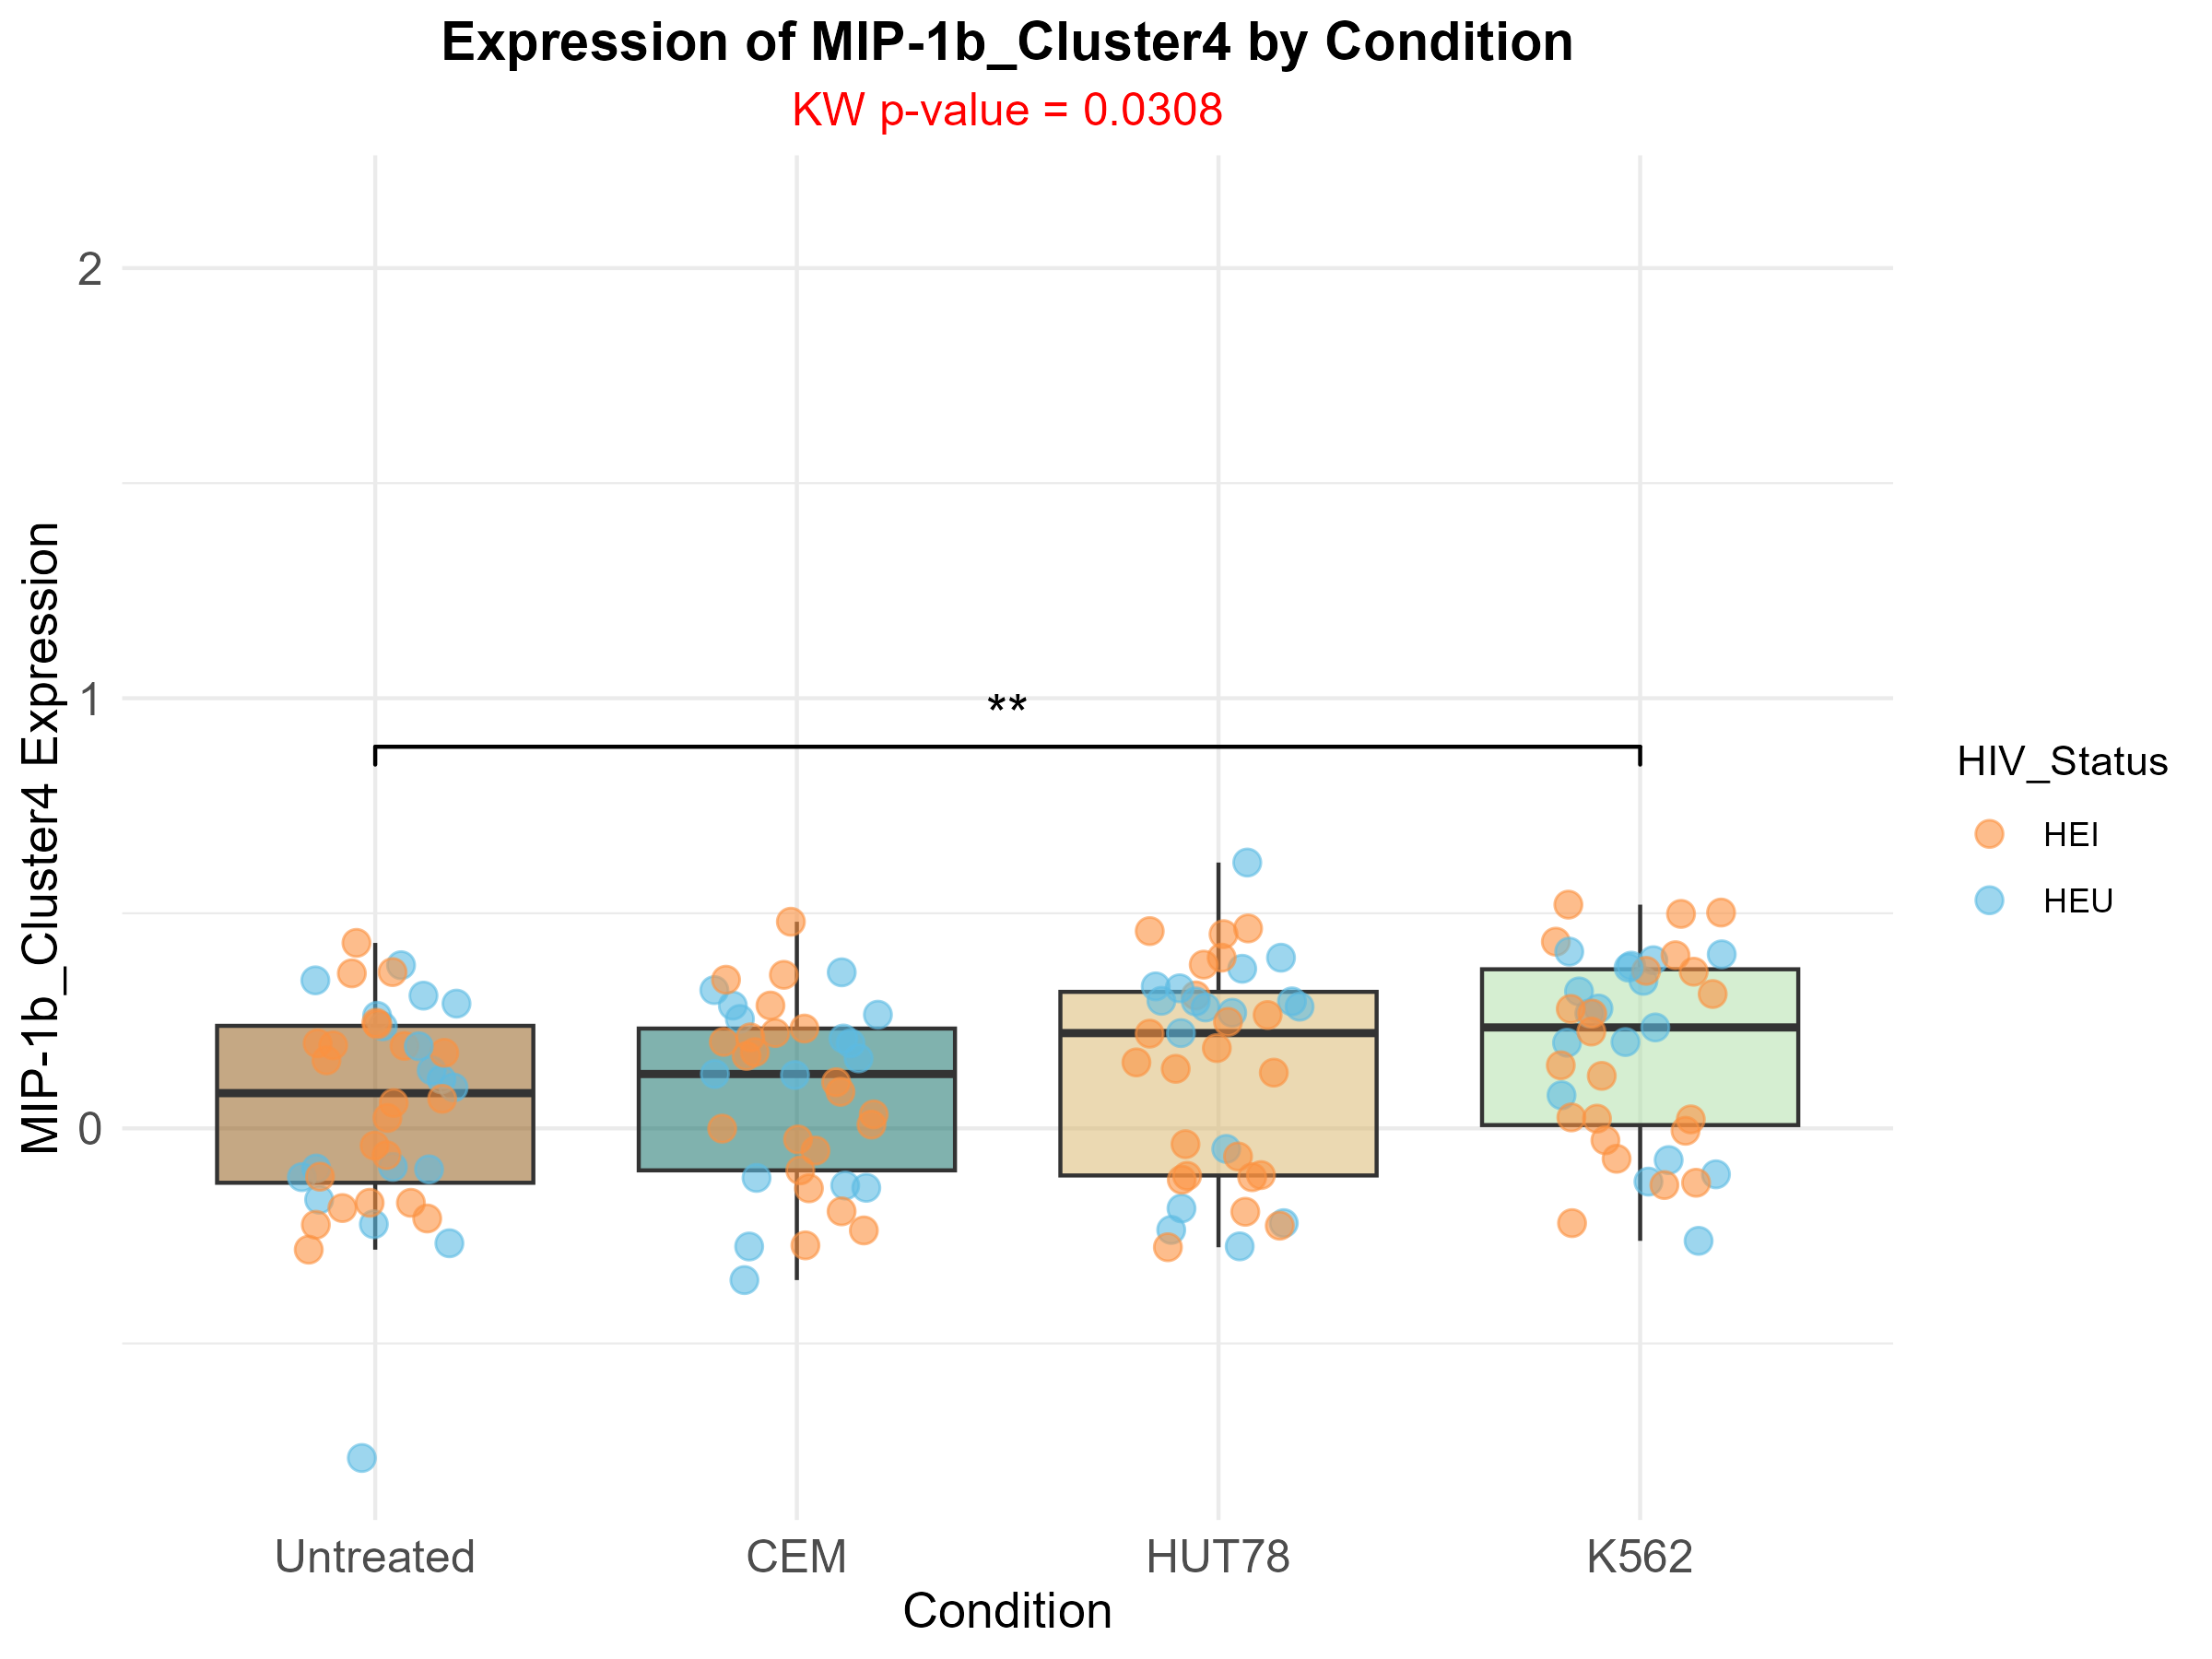 Expression of MIP-1b_Cluster4 by Condition
KW p-value = 0.0308
MIP-1b_Cluster4 Expression
2
1
0
**
Untreated
CEM
HUT78
K562
Condition
HIV_Status
HEI
HEU